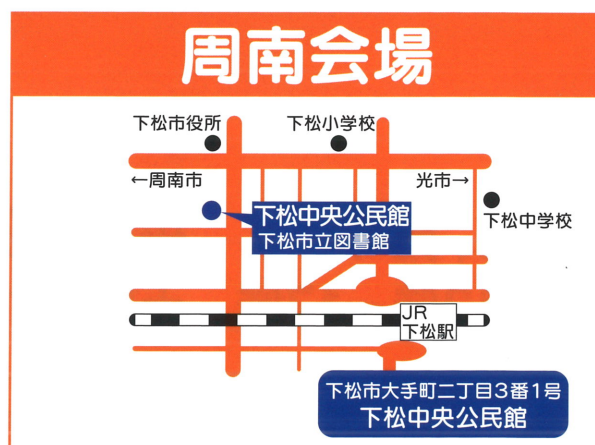 周南会場
下松市役所
下松小学校
←周南市
光市→
下松中央公民館
下松市立図書館
下松中学校
JR
下松駅
下松市大手町二丁目3番1号
下松中央公民館